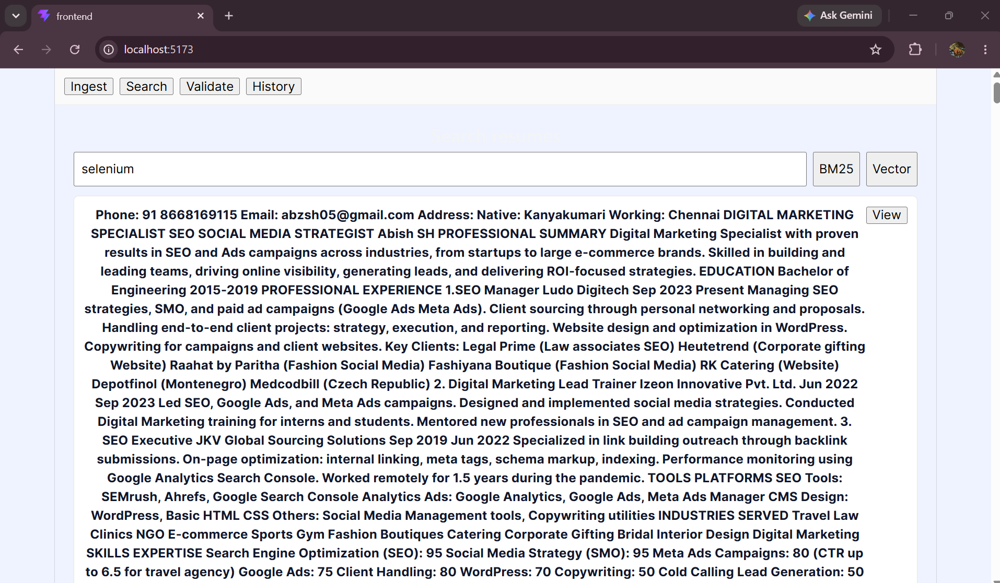 frontend
Ask Gemini
localhost:5173
Ingest Search Validate History
Search resumes
selenium BM25 Vector
Phone: 91 8668169115 Email: abzsh05@gmail.com Address: Native: Kanyakumari Working: Chennai DIGITAL MARKETING View
SPECIALIST SEO SOCIAL MEDIA STRATEGIST Abish SH PROFESSIONAL SUMMARY Digital Marketing Specialist with proven
results in SEO and Ads campaigns across industries, from startups to large e-commerce brands. Skilled in building and
leading teams, driving online visibility, generating leads, and delivering ROI-focused strategies. EDUCATION Bachelor of
Engineering 2015-2019 PROFESSIONAL EXPERIENCE 1.SEO Manager Ludo Digitech Sep 2023 Present Managing SEO
strategies, SMO, and paid ad campaigns (Google Ads Meta Ads). Client sourcing through personal networking and proposals.
Handling end-to-end client projects: strategy, execution, and reporting. Website design and optimization in WordPress.
Copywriting for campaigns and client websites. Key Clients: Legal Prime (Law associates SEO) Heutetrend (Corporate gifting
Website) Raahat by Paritha (Fashion Social Media) Fashiyana Boutique (Fashion Social Media) RK Catering (Website)
Depotfinol (Montenegro) Medcodbill (Czech Republic) 2. Digital Marketing Lead Trainer Izeon Innovative Pvt. Ltd. Jun 2022
Sep 2023 Led SEO, Google Ads, and Meta Ads campaigns. Designed and implemented social media strategies. Conducted
Digital Marketing training for interns and students. Mentored new professionals in SEO and ad campaign management. 3.
SEO Executive JKV Global Sourcing Solutions Sep 2019 Jun 2022 Specialized in link building outreach through backlink
submissions. On-page optimization: internal linking, meta tags, schema markup, indexing. Performance monitoring using
Google Analytics Search Console. Worked remotely for 1.5 years during the pandemic. TOOLS PLATFORMS SEO Tools:
SEMrush, Ahrefs, Google Search Console Analytics Ads: Google Analytics, Google Ads, Meta Ads Manager CMS Design:
WordPress, Basic HTML CSS Others: Social Media Management tools, Copywriting utilities INDUSTRIES SERVED Travel Law
Clinics NGO E-commerce Sports Gym Fashion Boutiques Catering Corporate Gifting Bridal Interior Design Digital Marketing
SKILLS EXPERTISE Search Engine Optimization (SEO): 95 Social Media Strategy (SMO): 95 Meta Ads Campaigns: 80 (CTR up
to 6.5 for travel agency) Google Ads: 75 Client Handling: 80 WordPress: 70 Copywriting: 50 Cold Calling Lead Generation: 50